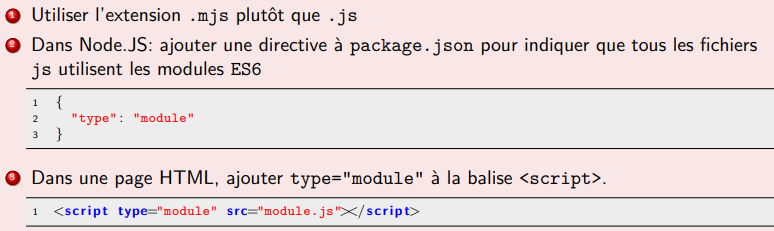 1 Utiliser l'extension .mjs plutôt que .js
2 Dans Node.JS: ajouter une directive à package.json pour indiquer que tous les fichiers
js utilisent les modules ES6
1 {
2 "type": "module"
3 }
3 Dans une page HTML, ajouter type="module" à la balise <script>.
1 <script type="module" src="module.js"></script>